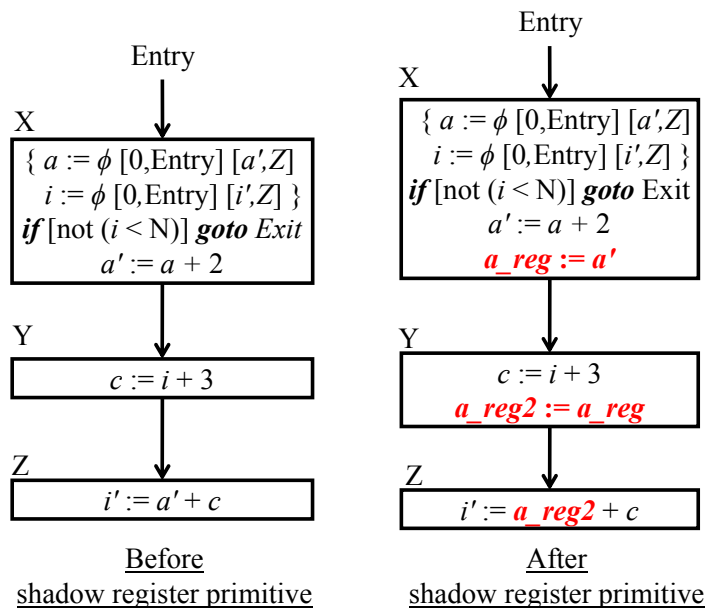 Entry
X
{ a := ϕ [0,Entry] [a',Z]
i := ϕ [0,Entry] [i',Z] }
if [not (i < N)] goto Exit
a' := a + 2
Y
c := i + 3
Z
i' := a' + c
Before
shadow register primitive
Entry
X
{ a := ϕ [0,Entry] [a',Z]
i := ϕ [0,Entry] [i',Z] }
if [not (i < N)] goto Exit
a' := a + 2
a_reg := a'
Y
c := i + 3
a_reg2 := a_reg
Z
i' := a_reg2 + c
After
shadow register primitive